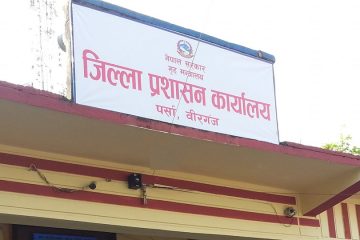 नेपाल सरकार
गृह मन्त्रालय
जिल्ला प्रशासन कार्यालय
पर्सा, वीरगंज